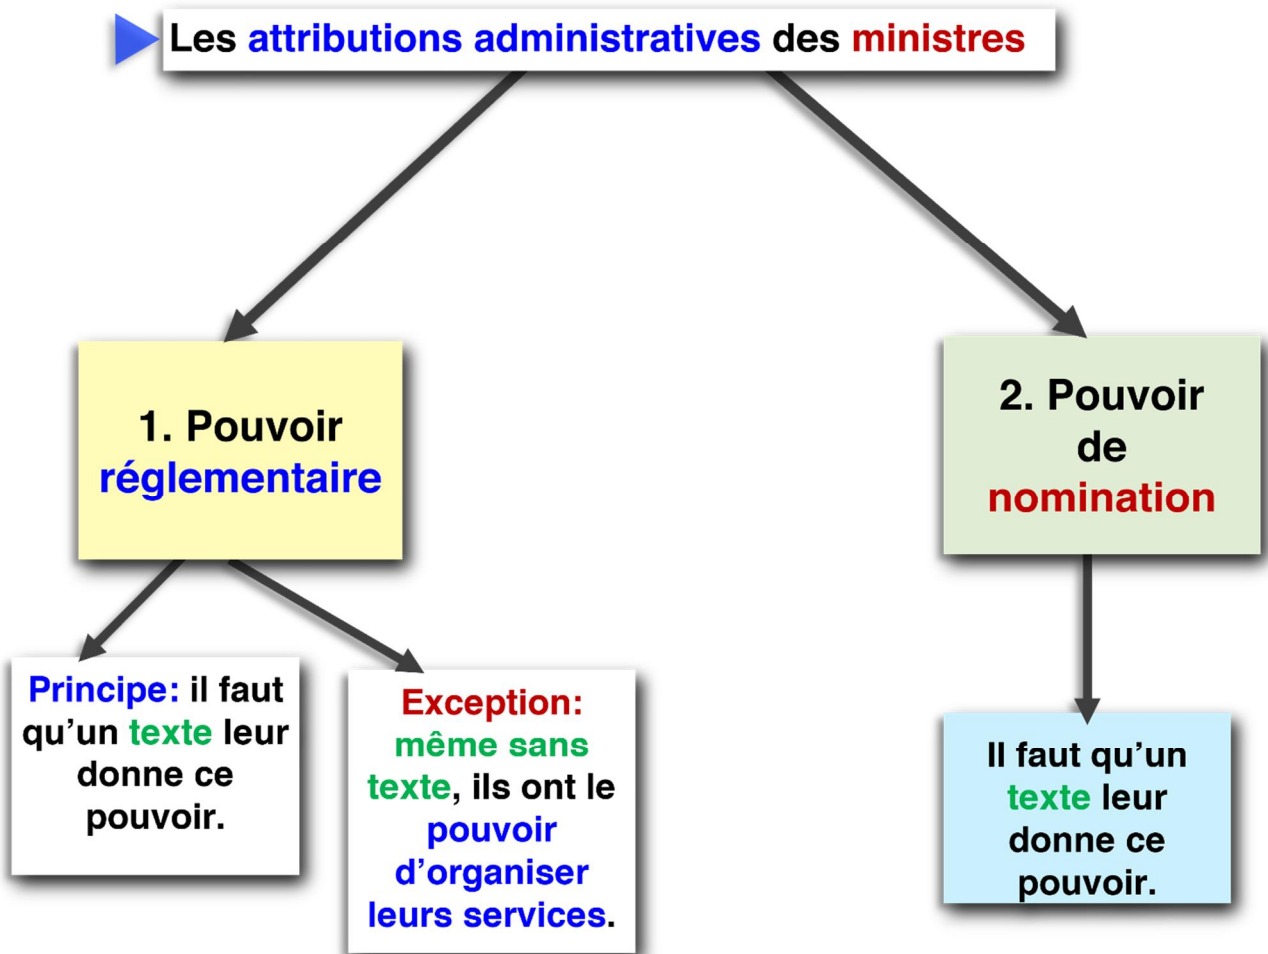 Les attributions administratives des ministres
1. Pouvoir
réglementaire
2. Pouvoir
de
nomination
Principe: il faut
qu’un texte leur
donne ce
pouvoir.
Exception:
même sans
texte, ils ont le
pouvoir
d’organiser
leurs services.
Il faut qu’un
texte leur
donne ce
pouvoir.